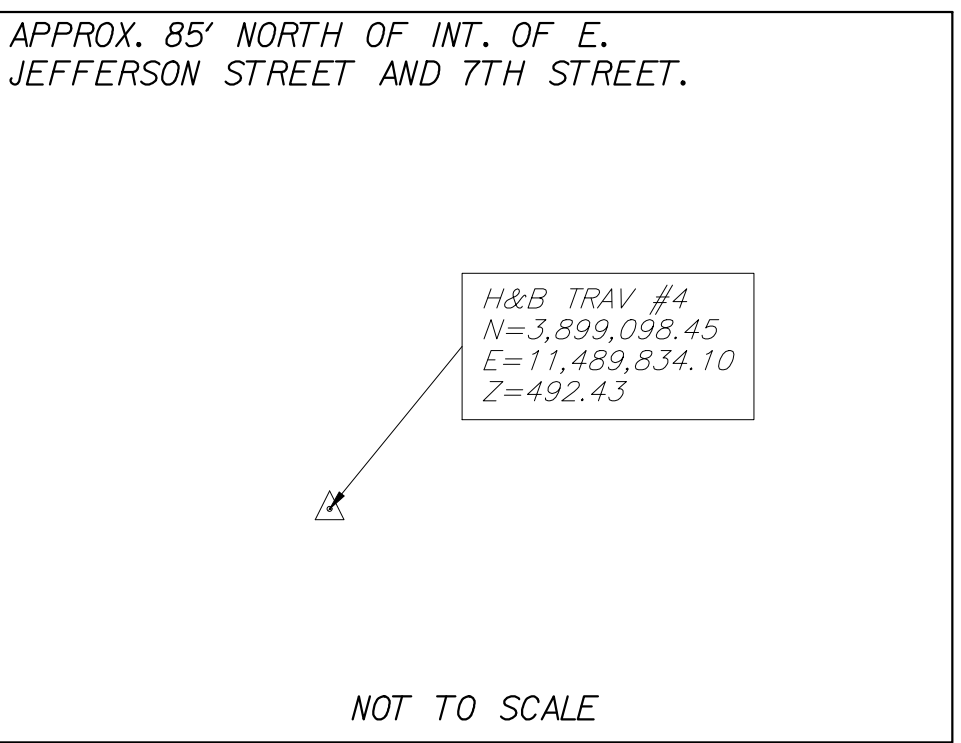 APPROX. 85' NORTH OF INT. OF E.
JEFFERSON STREET AND 7TH STREET.
H&B TRAV #4
N=3,899,098.45
E=11,489,834.10
Z=492.43
NOT TO SCALE